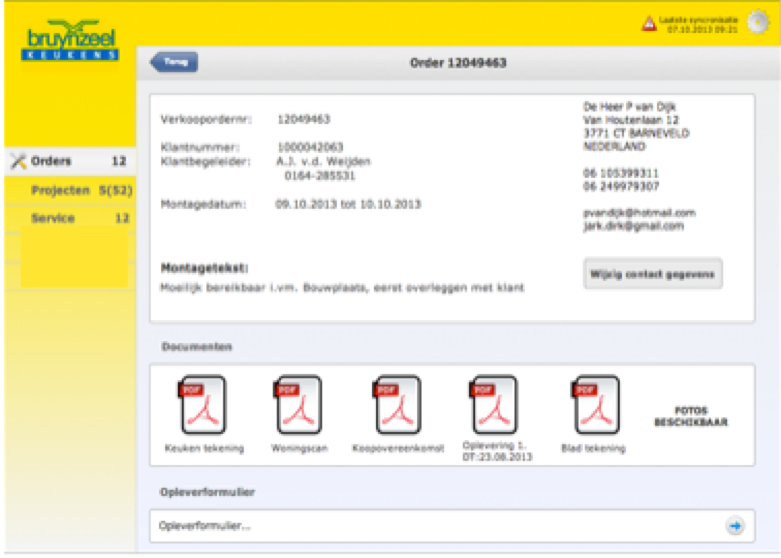 bruynzeel
KEUKENS
Laatste syncronisatie
07.10.2013 09:21
Terug
Order 12049463
Orders 12
Projecten 5(52)
Service 12
Verkoopordernr: 12049463
Klantnummer: 1000042063
Klantbegeleider: A.J. v.d. Weijden
0164-285531
Montagedatum: 09.10.2013 tot 10.10.2013
De Heer P van Dijk
Van Houtenlaan 12
3771 CT BARNEVELD
NEDERLAND
06 105399311
06 249979307
pvandijk@hotmail.com
jark.dirk@gmail.com
Montagetekst:
Moeilijk bereikbaar i.vm. Bouwplaats, eerst overleggen met klant
Wijzig contact gegevens
Documenten
PDF
PDF
PDF
PDF
PDF
Keuken tekening
Woningscan
Koopovereenkomst
Oplevering 1.
DT:23.08.2013
Blad tekening
FOTOS
BESCHIKBAAR
Opleverformulier
Opleverformulier...